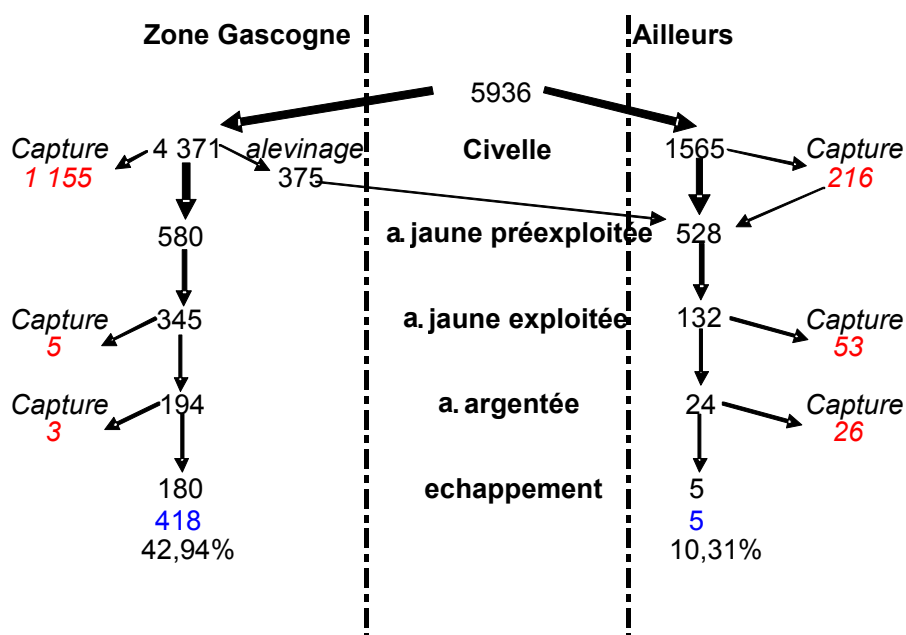 Zone Gascogne Ailleurs
5936
Capture 4 371 alevinage Civelle 1565 Capture
1 155 375 216
580 a. jaune préexploitée 528
Capture 345 a. jaune exploitée 132 Capture
5 53
Capture 194 a. argentée 24 Capture
3 26
180 echappement 5
418 5
42,94% 10,31%